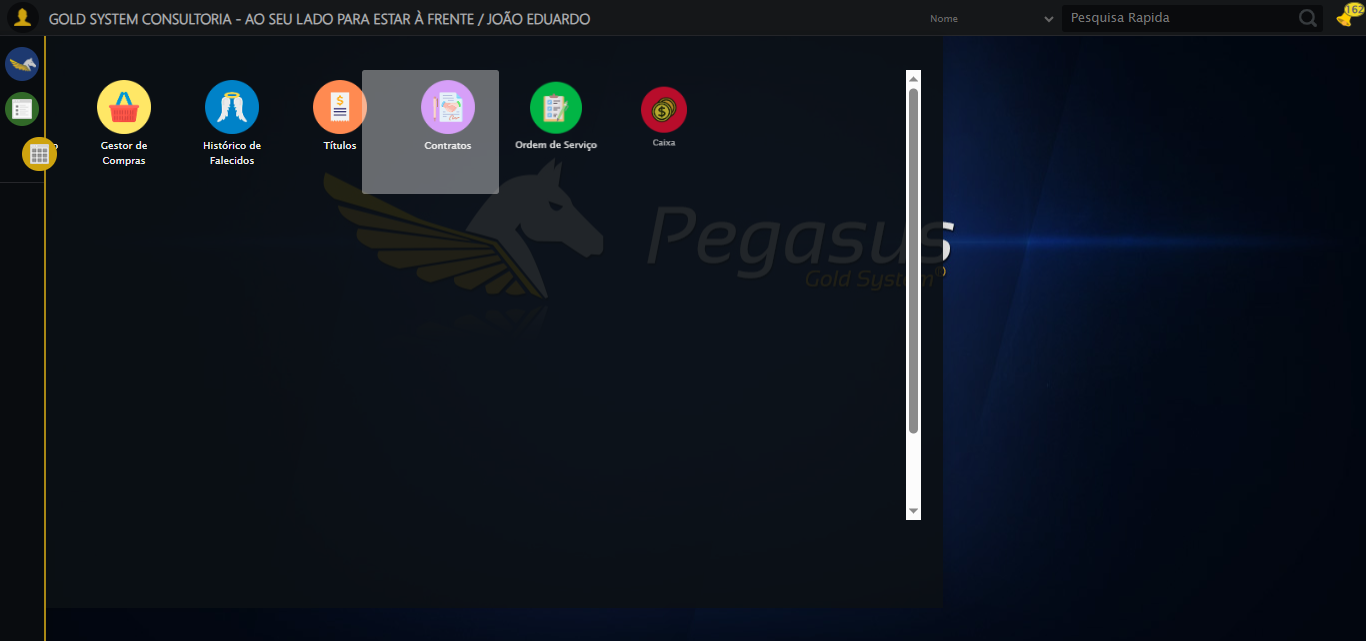 GOLD SYSTEM CONSULTORIA - AO SEU LADO PARA ESTAR À FRENTE / JOÃO EDUARDO
Nome
Pesquisa Rapida
162
o
Gestor de
Compras
Histórico de
Falecidos
Títulos
Contratos
Ordem de Serviço
Caixa
Pegasus
Gold System®